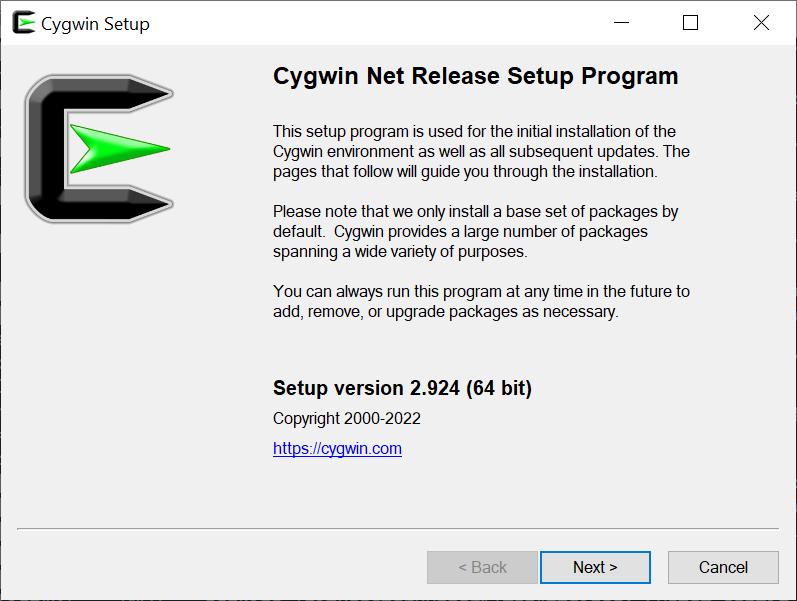 Cygwin Setup
Cygwin Net Release Setup Program
This setup program is used for the initial installation of the
Cygwin environment as well as all subsequent updates. The
pages that follow will guide you through the installation.
Please note that we only install a base set of packages by
default.  Cygwin provides a large number of packages
spanning a wide variety of purposes.
You can always run this program at any time in the future to
add, remove, or upgrade packages as necessary.
Setup version 2.924 (64 bit)
Copyright 2000-2022
https://cygwin.com
< Back
Next >
Cancel